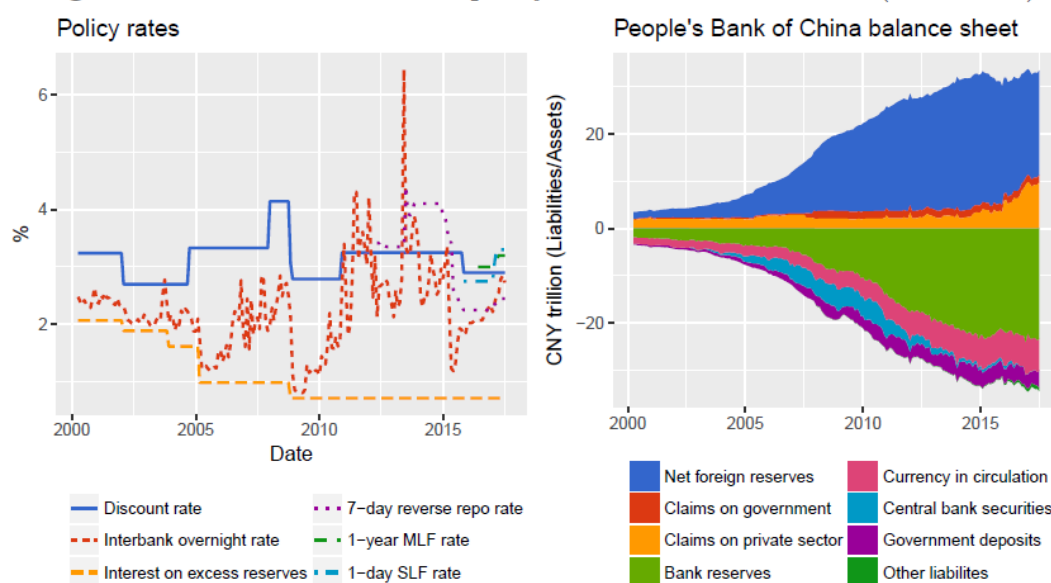 Policy rates
6
4
2
%
2000
2005
2010
2015
Date
Discount rate
Interbank overnight rate
Interest on excess reserves
7-day reverse repo rate
1-year MLF rate
1-day SLF rate
People's Bank of China balance sheet
CNY trillion (Liabilities/Assets)
20
0
-20
2000
2005
2010
2015
Net foreign reserves
Claims on government
Claims on private sector
Bank reserves
Currency in circulation
Central bank securities
Government deposits
Other liabilites